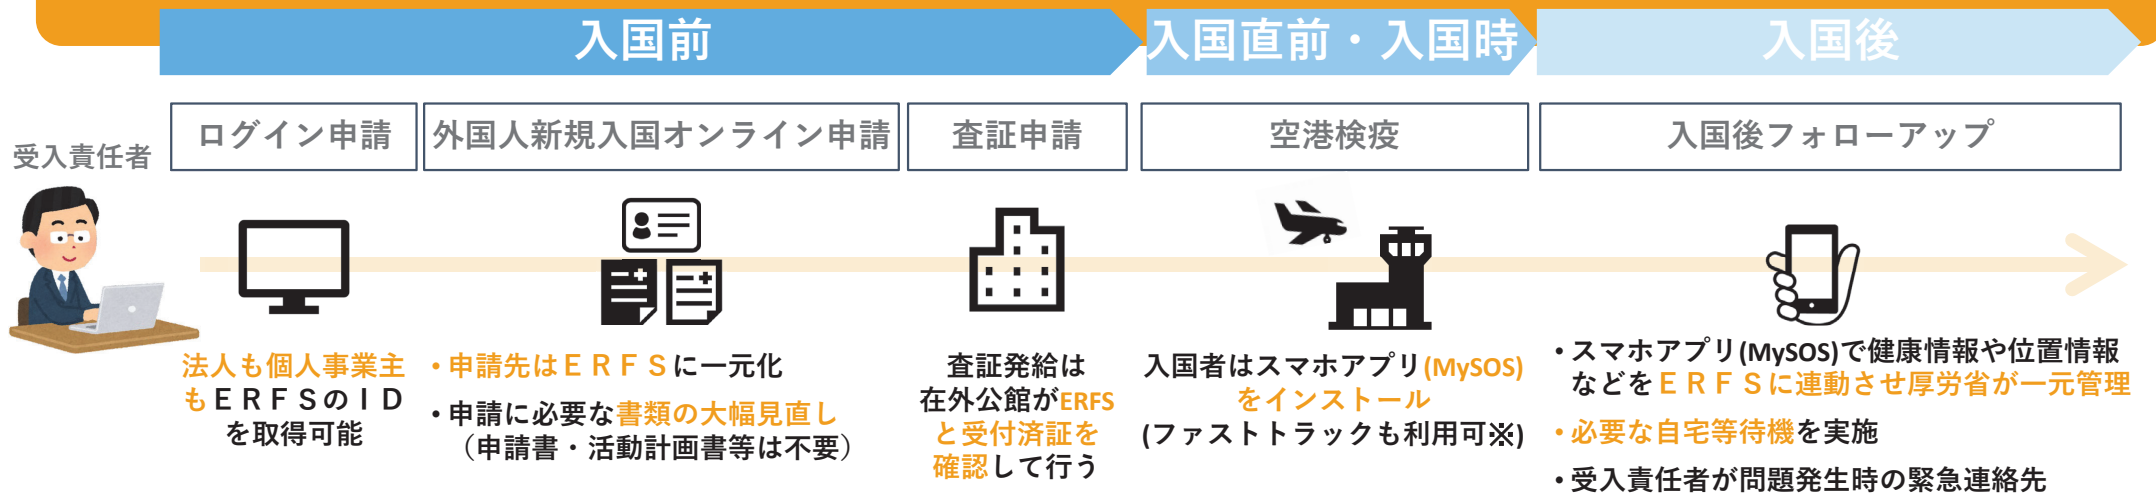 入国前
入国直前・入国時
入国後
受入責任者
ログイン申請
外国人新規入国オンライン申請
査証申請
空港検疫
入国後フォローアップ
法人も個人事業主
もＥＲＦＳのＩＤ
を取得可能
・申請先はＥＲＦＳに一元化
・申請に必要な書類の大幅見直し
（申請書・活動計画書等は不要）
査証発給は
在外公館がERFS
と受付済証を
確認して行う
入国者はスマホアプリ(MySOS)
をインストール
(ファストトラックも利用可※)
・スマホアプリ(MySOS)で健康情報や位置情報
などをＥＲＦＳに連動させ厚労省が一元管理
・必要な自宅等待機を実施
・受入責任者が問題発生時の緊急連絡先